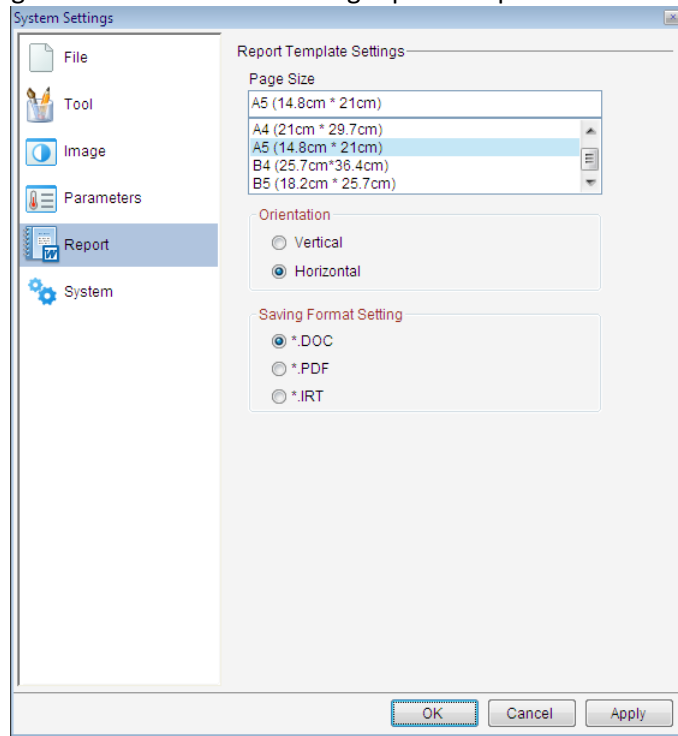 System Settings
File
Tool
Image
Parameters
Report
System
Report Template Settings
Page Size
A5 (14.8cm * 21cm)
A4 (21cm * 29.7cm)
A5 (14.8cm * 21cm)
B4 (25.7cm*36.4cm)
B5 (18.2cm * 25.7cm)
Orientation
Vertical
Horizontal
Saving Format Setting
*.DOC
*.PDF
*.IRT
OK Cancel Apply